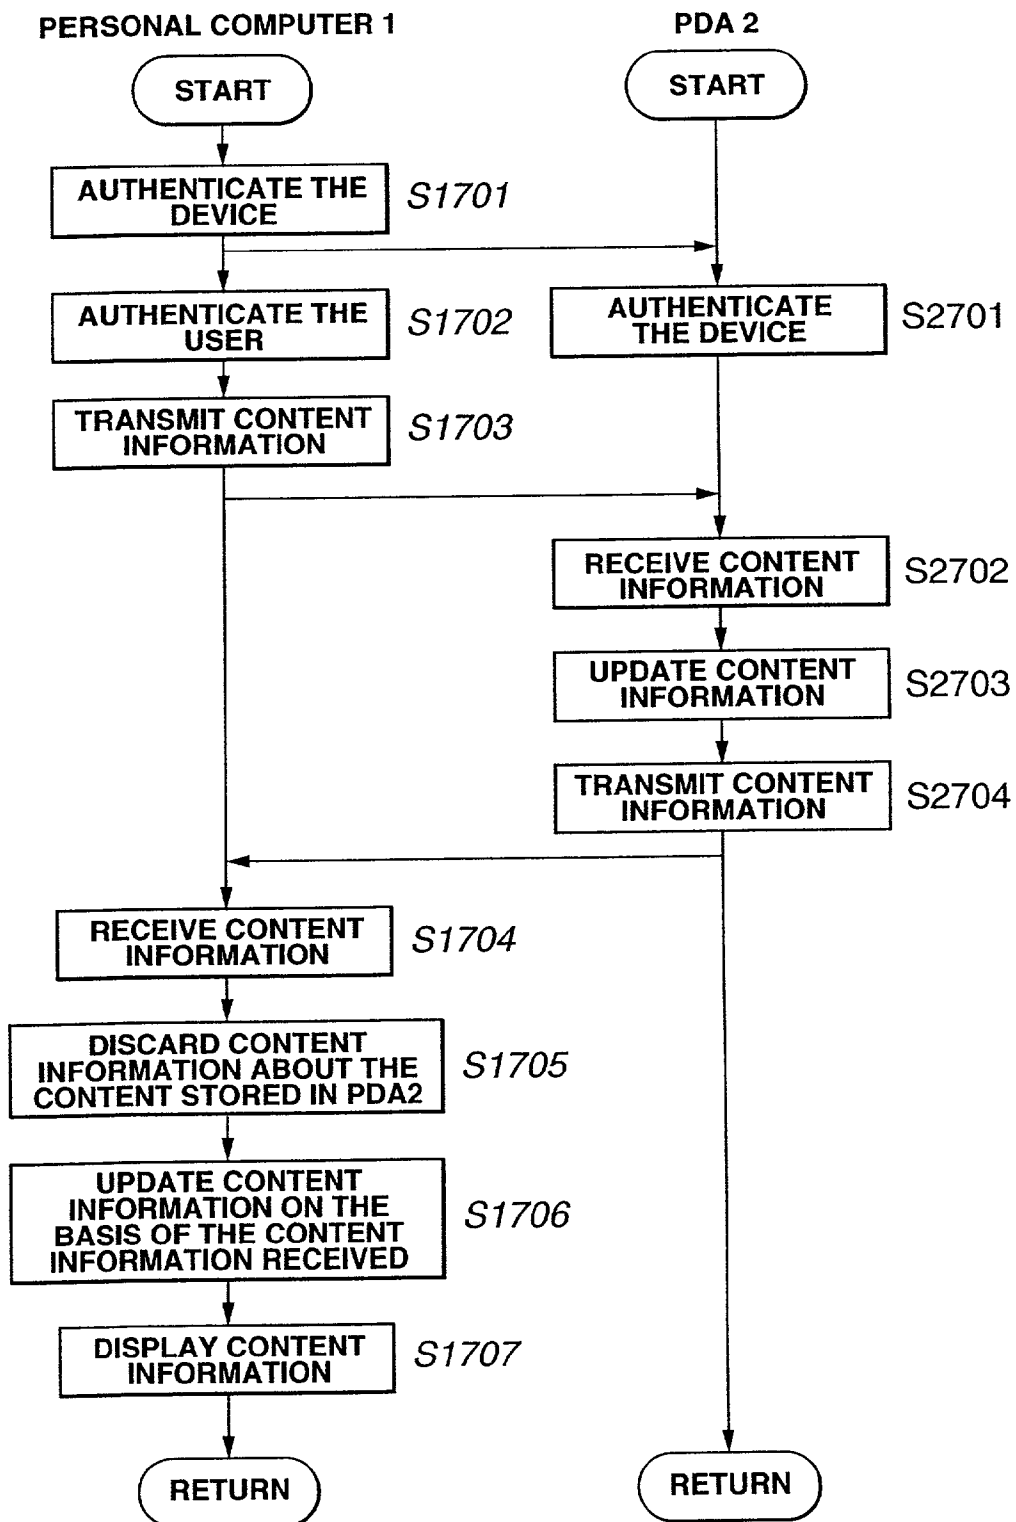 PERSONAL COMPUTER 1
PDA 2
START
START
AUTHENTICATE THE
DEVICE
S1701
AUTHENTICATE THE
USER
S1702
AUTHENTICATE
THE DEVICE
S2701
TRANSMIT CONTENT
INFORMATION
S1703
RECEIVE CONTENT
INFORMATION
S2702
UPDATE CONTENT
INFORMATION
S2703
TRANSMIT CONTENT
INFORMATION
S2704
RECEIVE CONTENT
INFORMATION
S1704
DISCARD CONTENT
INFORMATION ABOUT THE
CONTENT STORED IN PDA2
S1705
UPDATE CONTENT
INFORMATION ON THE
BASIS OF THE CONTENT
INFORMATION RECEIVED
S1706
DISPLAY CONTENT
INFORMATION
S1707
RETURN
RETURN